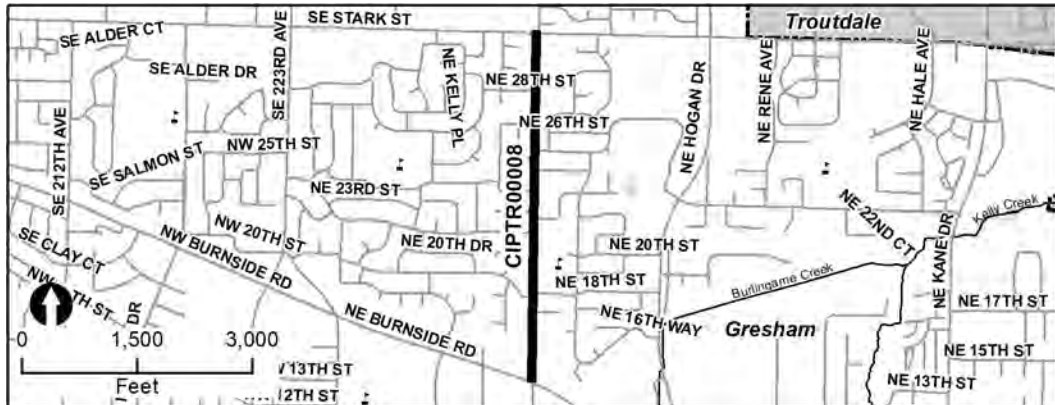 SE STARK ST
Troutdale
SE ALDER CT
SE 223RD AVE
NE KELLY PL
NE HOGAN DR
NE RENE AVE
NE HALE AVE
SE ALDER DR
NE 28TH ST
NE 26TH ST
SE 212TH AVE
SE SALMON ST
NW 25TH ST
CIPTR00008
NE 23RD ST
NE 22ND CT
Kelly Creek
SE CLAY CT
NW BURNSIDE RD
NW 20TH ST
NE 20TH DR
NE 20TH ST
NE KANE DR
Burlingame Creek
NE 18TH ST
NE 17TH ST
DR
NE BURNSIDE RD
NE 16TH WAY
Gresham
0 1,500 3,000
NE 15TH ST
NW 13TH ST
Feet
NE 13TH ST